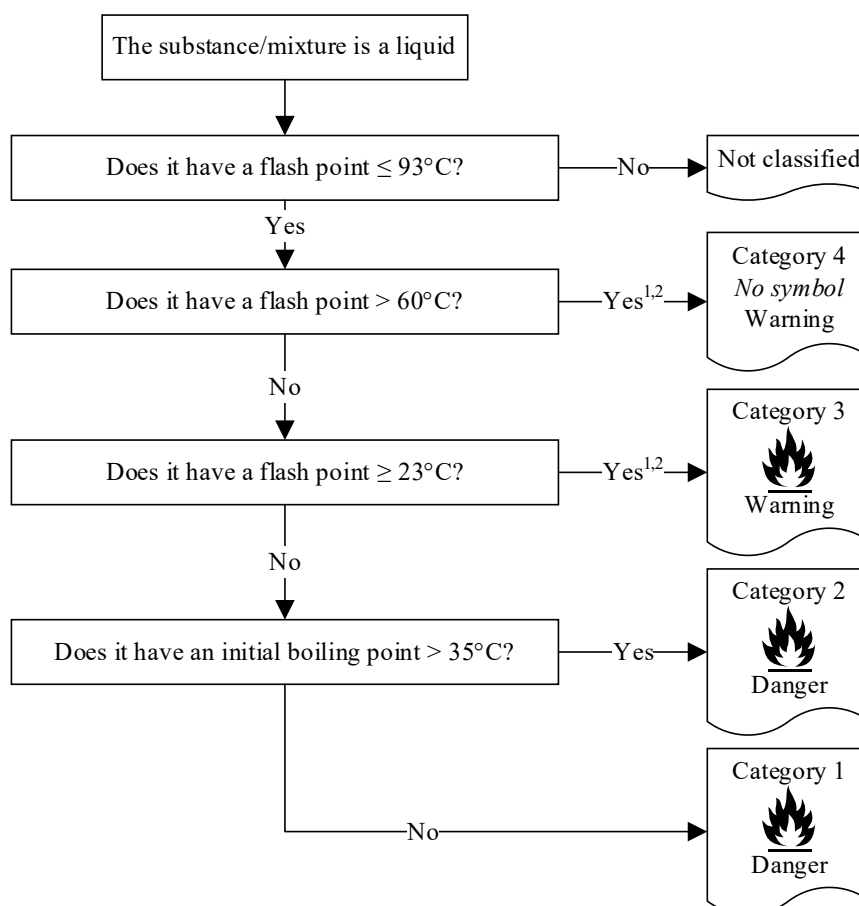 The substance/mixture is a liquid
Does it have a flash point ≤ 93°C?
No
Not classified
Yes
Does it have a flash point > 60°C?
Yes1,2
Category 4
No symbol
Warning
No
Does it have a flash point ≥ 23°C?
Yes1,2
Category 3
Warning
No
Does it have an initial boiling point > 35°C?
Yes
Category 2
Danger
No
Category 1
Danger